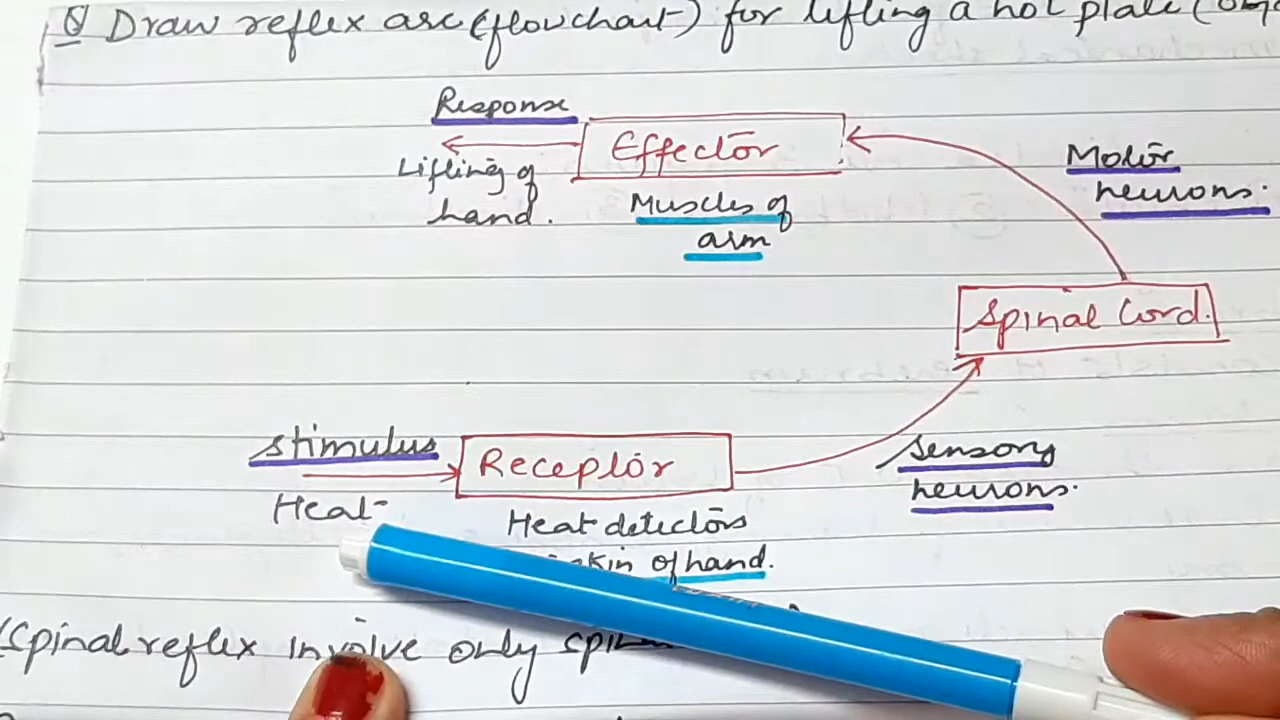 Q Draw reflex arc (flowchart) for lifting a hot plate
Response
Effector
Lifting of
hand.
Muscles of
arm
Motor
neurons.
Spinal Cord.
Stimulus
Receptor
Heat
Heat detectors
skin of hand.
Sensory
neurons.
(Spinal reflex involve only